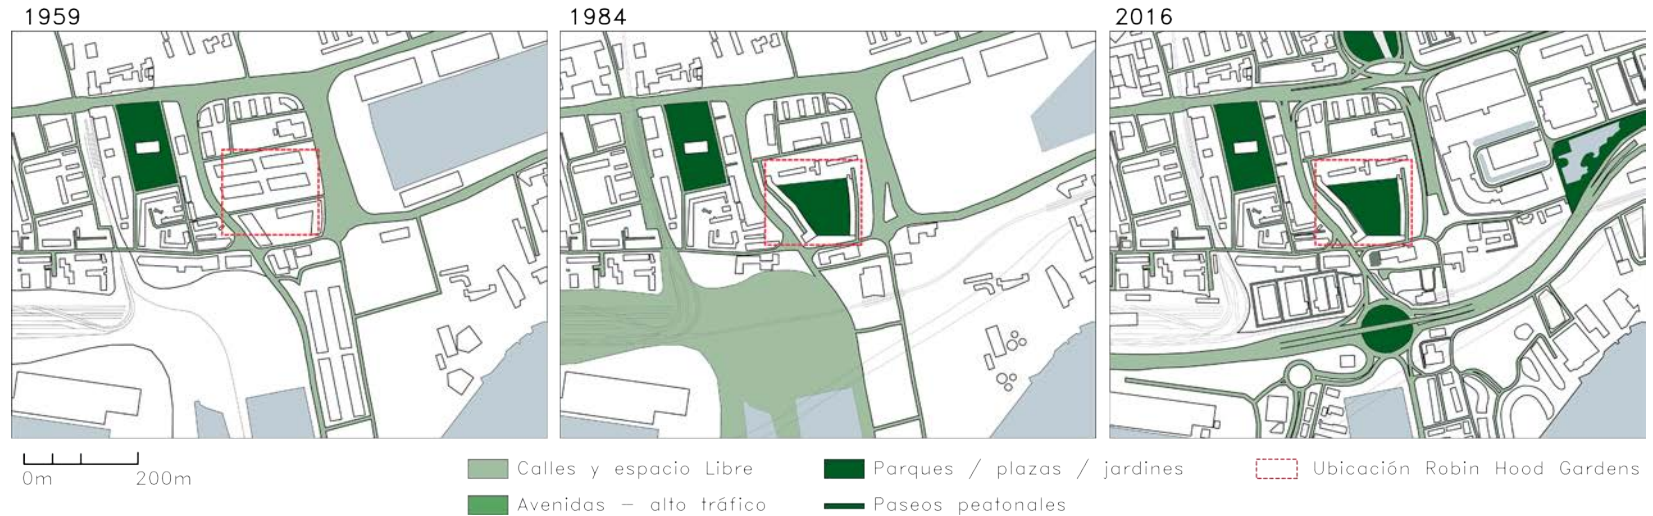 1959
1984
2016
0m 200m
Calles y espacio Libre
Parques / plazas / jardines
Ubicación Robin Hood Gardens
Avenidas – alto tráfico
Paseos peatonales